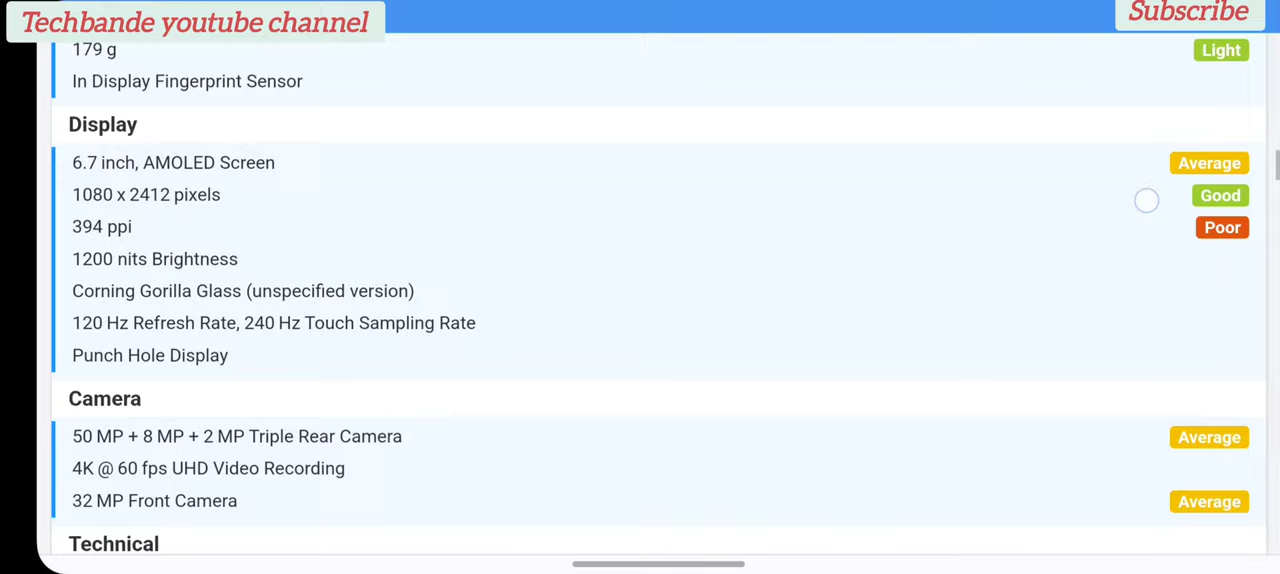 Techbande youtube channel
Subscribe
179 g
Light
In Display Fingerprint Sensor
Display
6.7 inch, AMOLED Screen
Average
1080 x 2412 pixels
Good
394 ppi
Poor
1200 nits Brightness
Corning Gorilla Glass (unspecified version)
120 Hz Refresh Rate, 240 Hz Touch Sampling Rate
Punch Hole Display
Camera
50 MP + 8 MP + 2 MP Triple Rear Camera
Average
4K @ 60 fps UHD Video Recording
32 MP Front Camera
Average
Technical